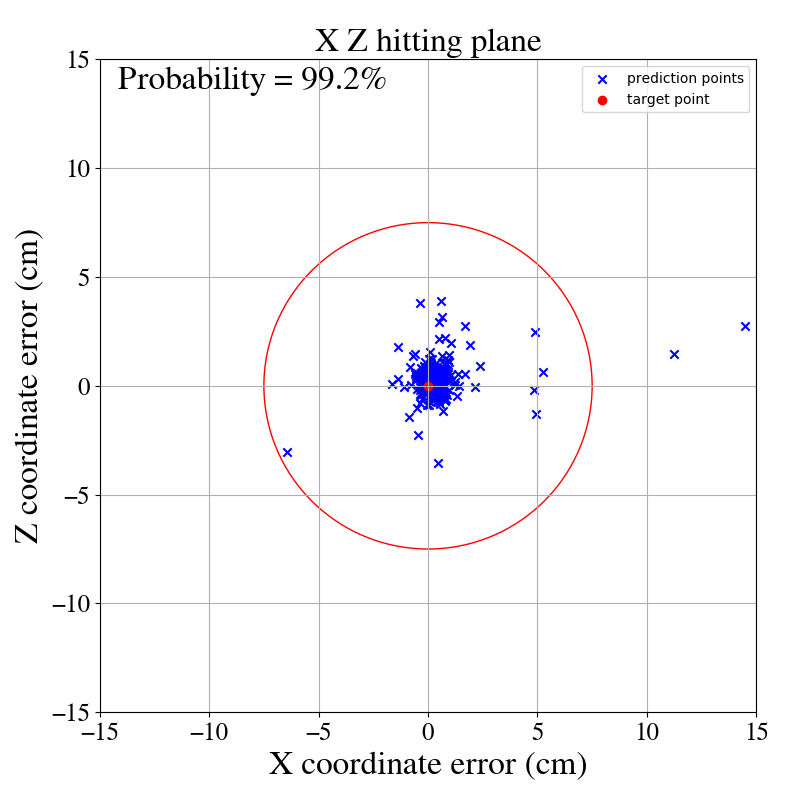 X Z hitting plane
Probability = 99.2%
prediction points
target point
15
10
5
0
−5
−10
−15
Z coordinate error (cm)
−15
−10
−5
0
5
10
15
X coordinate error (cm)